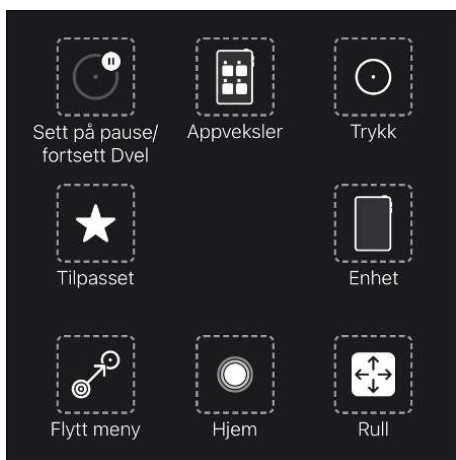 Sett på pause/
fortsett Dvel
Appveksler
Trykk
Tilpasset
Enhet
Flytt meny
Hjem
Rull